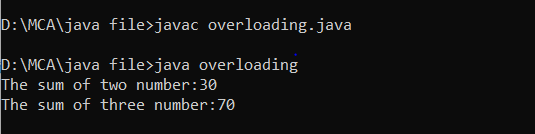 D:\MCA\java file>javac overloading.java
D:\MCA\java file>java overloading
The sum of two number:30
The sum of three number:70